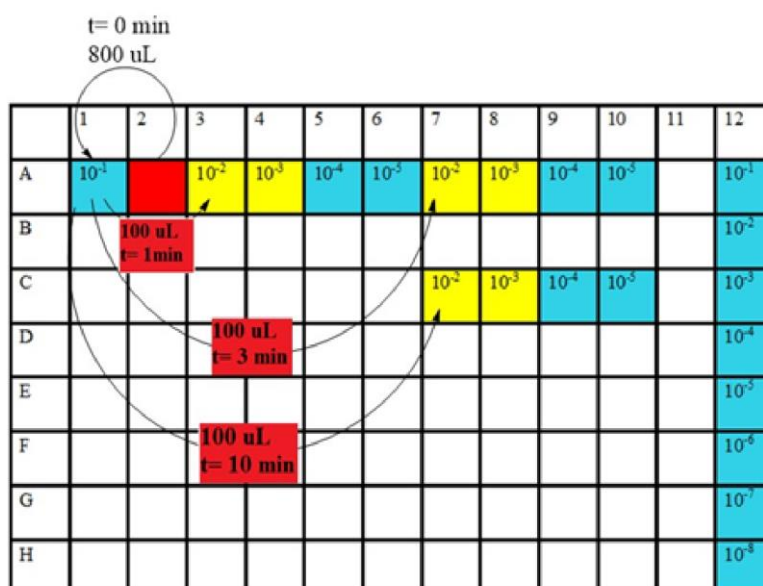 t= 0 min
800 uL
1 2 3 4 5 6 7 8 9 10 11 12
A 10⁻¹ 10⁻² 10⁻³ 10⁻⁴ 10⁻⁵ 10⁻² 10⁻³ 10⁻⁴ 10⁻⁵ 10⁻¹
B 10⁻²
100 uL
t= 1min
C 10⁻² 10⁻³ 10⁻⁴ 10⁻⁵ 10⁻³
D 10⁻⁴
100 uL
t= 3 min
E 10⁻⁵
F 10⁻⁶
100 uL
t= 10 min
G 10⁻⁷
H 10⁻⁸